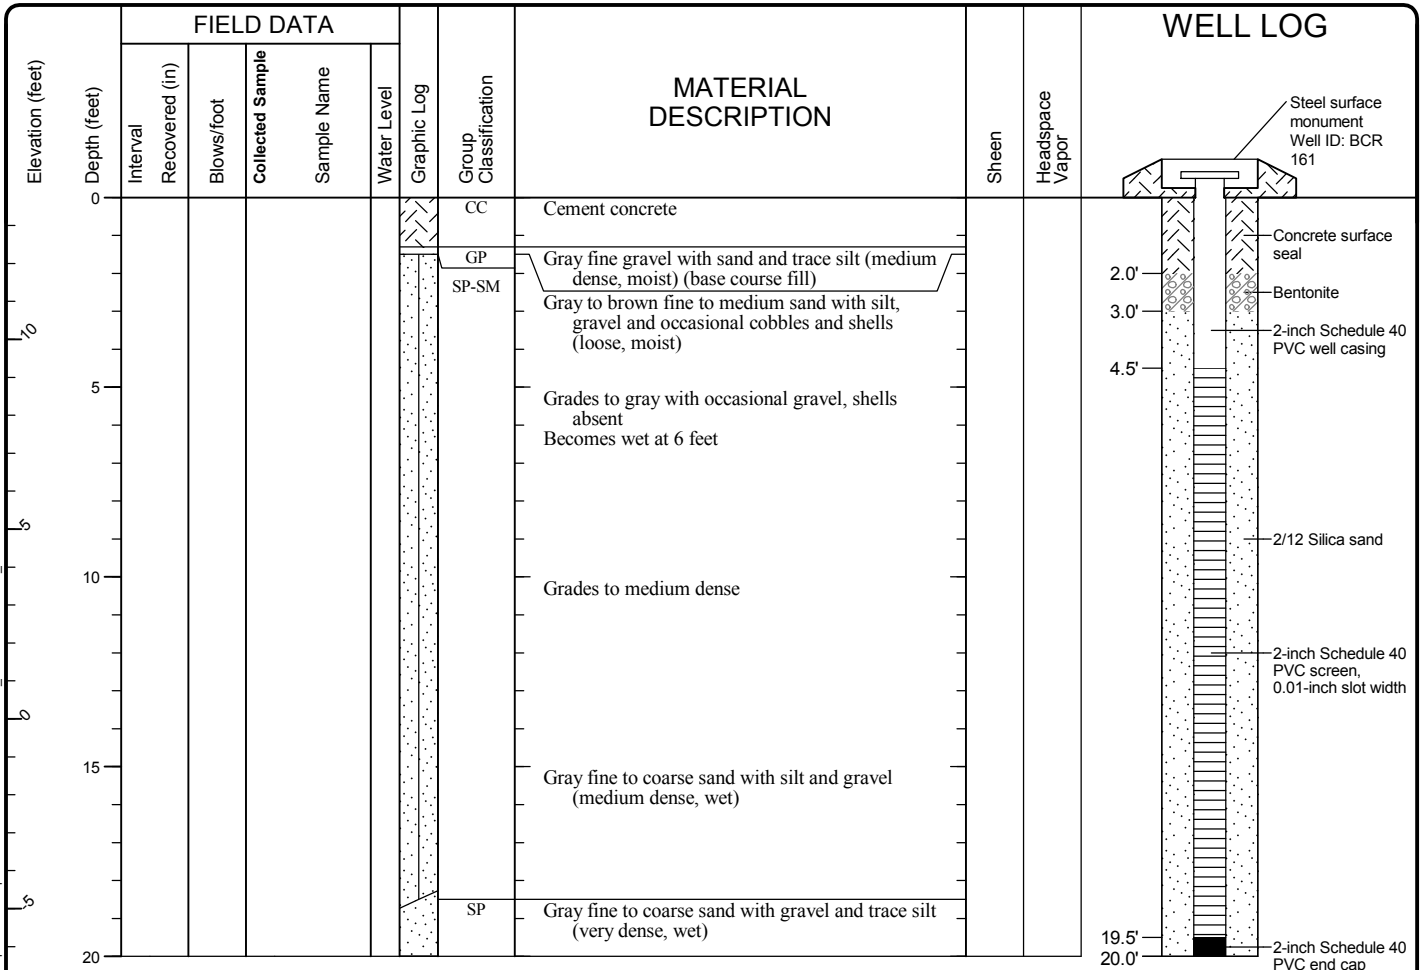 FIELD DATA
WELL LOG
Elevation (feet)
Depth (feet)
Interval
Recovered (in)
Blows/foot
Collected Sample
Sample Name
Water Level
Graphic Log
Group
Classification
MATERIAL
DESCRIPTION
Sheen
Headspace
Vapor
Steel surface
monument
Well ID: BCR
161
0
CC
Cement concrete
Concrete surface
seal
GP
Gray fine gravel with sand and trace silt (medium
dense, moist) (base course fill)
2.0'
SP-SM
Bentonite
Gray to brown fine to medium sand with silt,
gravel and occasional cobbles and shells
(loose, moist)
3.0'
10
2-inch Schedule 40
PVC well casing
4.5'
5
Grades to gray with occasional gravel, shells
absent
Becomes wet at 6 feet
5
2/12 Silica sand
10
Grades to medium dense
2-inch Schedule 40
PVC screen,
0.01-inch slot width
0
15
Gray fine to coarse sand with silt and gravel
(medium dense, wet)
-5
SP
Gray fine to coarse sand with gravel and trace silt
(very dense, wet)
19.5'
20
20.0'
2-inch Schedule 40
PVC end cap